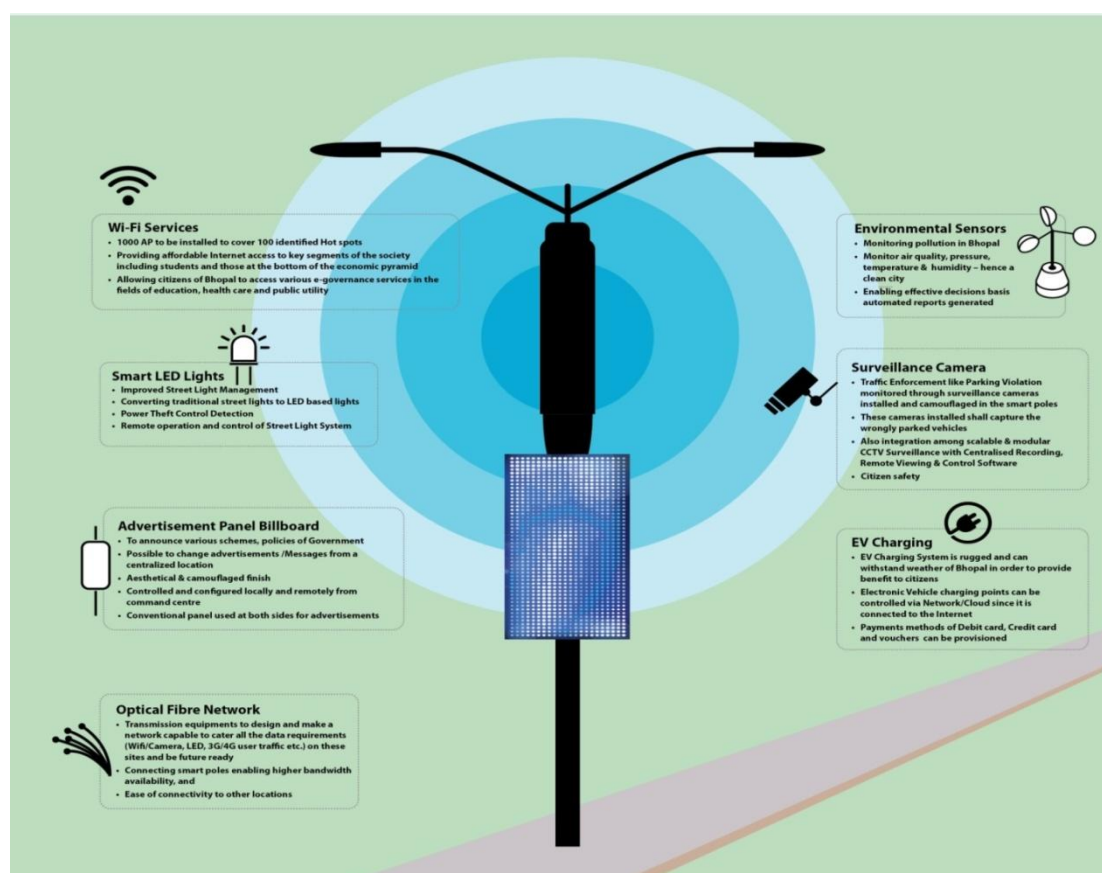 Wi-Fi Services
• 1000 AP to be installed to cover 100 identified Hot spots
• Providing affordable Internet access to key segments of the society
including students and those at the bottom of the economic pyramid
• Allowing citizens of Bhopal to access various e-governance services in the
fields of education, health care and public utility
Smart LED Lights
• Improved Street Light Management
• Converting traditional street lights to LED based lights
• Power Theft Control Detection
• Remote operation and control of Street Light System
Advertisement Panel Billboard
• To announce various schemes, policies of Government
• Possible to change advertisements /Messages from a
centralized location
• Aesthetical & camouflaged finish
• Controlled and configured locally and remotely from
command centre
• Conventional panel used at both sides for advertisements
Optical Fibre Network
• Transmission equipments to design and make a
network capable to cater all the data requirements
(Wifi/Camera, LED, 3G/4G user traffic etc.) on these
sites and be future ready
• Connecting smart poles enabling higher bandwidth
availability, and
• Ease of connectivity to other locations
Environmental Sensors
• Monitoring pollution in Bhopal
• Monitor air quality, pressure,
temperature & humidity – hence a
clean city
• Enabling effective decisions basis
automated reports generated
Surveillance Camera
• Traffic Enforcement like Parking Violation
monitored through surveillance cameras
installed and camouflaged in the smart poles
• These cameras installed shall capture the
wrongly parked vehicles
• Also integration among scalable & modular
CCTV Surveillance with Centralised Recording,
Remote Viewing & Control Software
• Citizen safety
EV Charging
• EV Charging System is rugged and can
withstand weather of Bhopal in order to provide
benefit to citizens
• Electronic Vehicle charging points can be
controlled via Network/Cloud since it is
connected to the Internet
• Payments methods of Debit card, Credit card
and vouchers can be provisioned